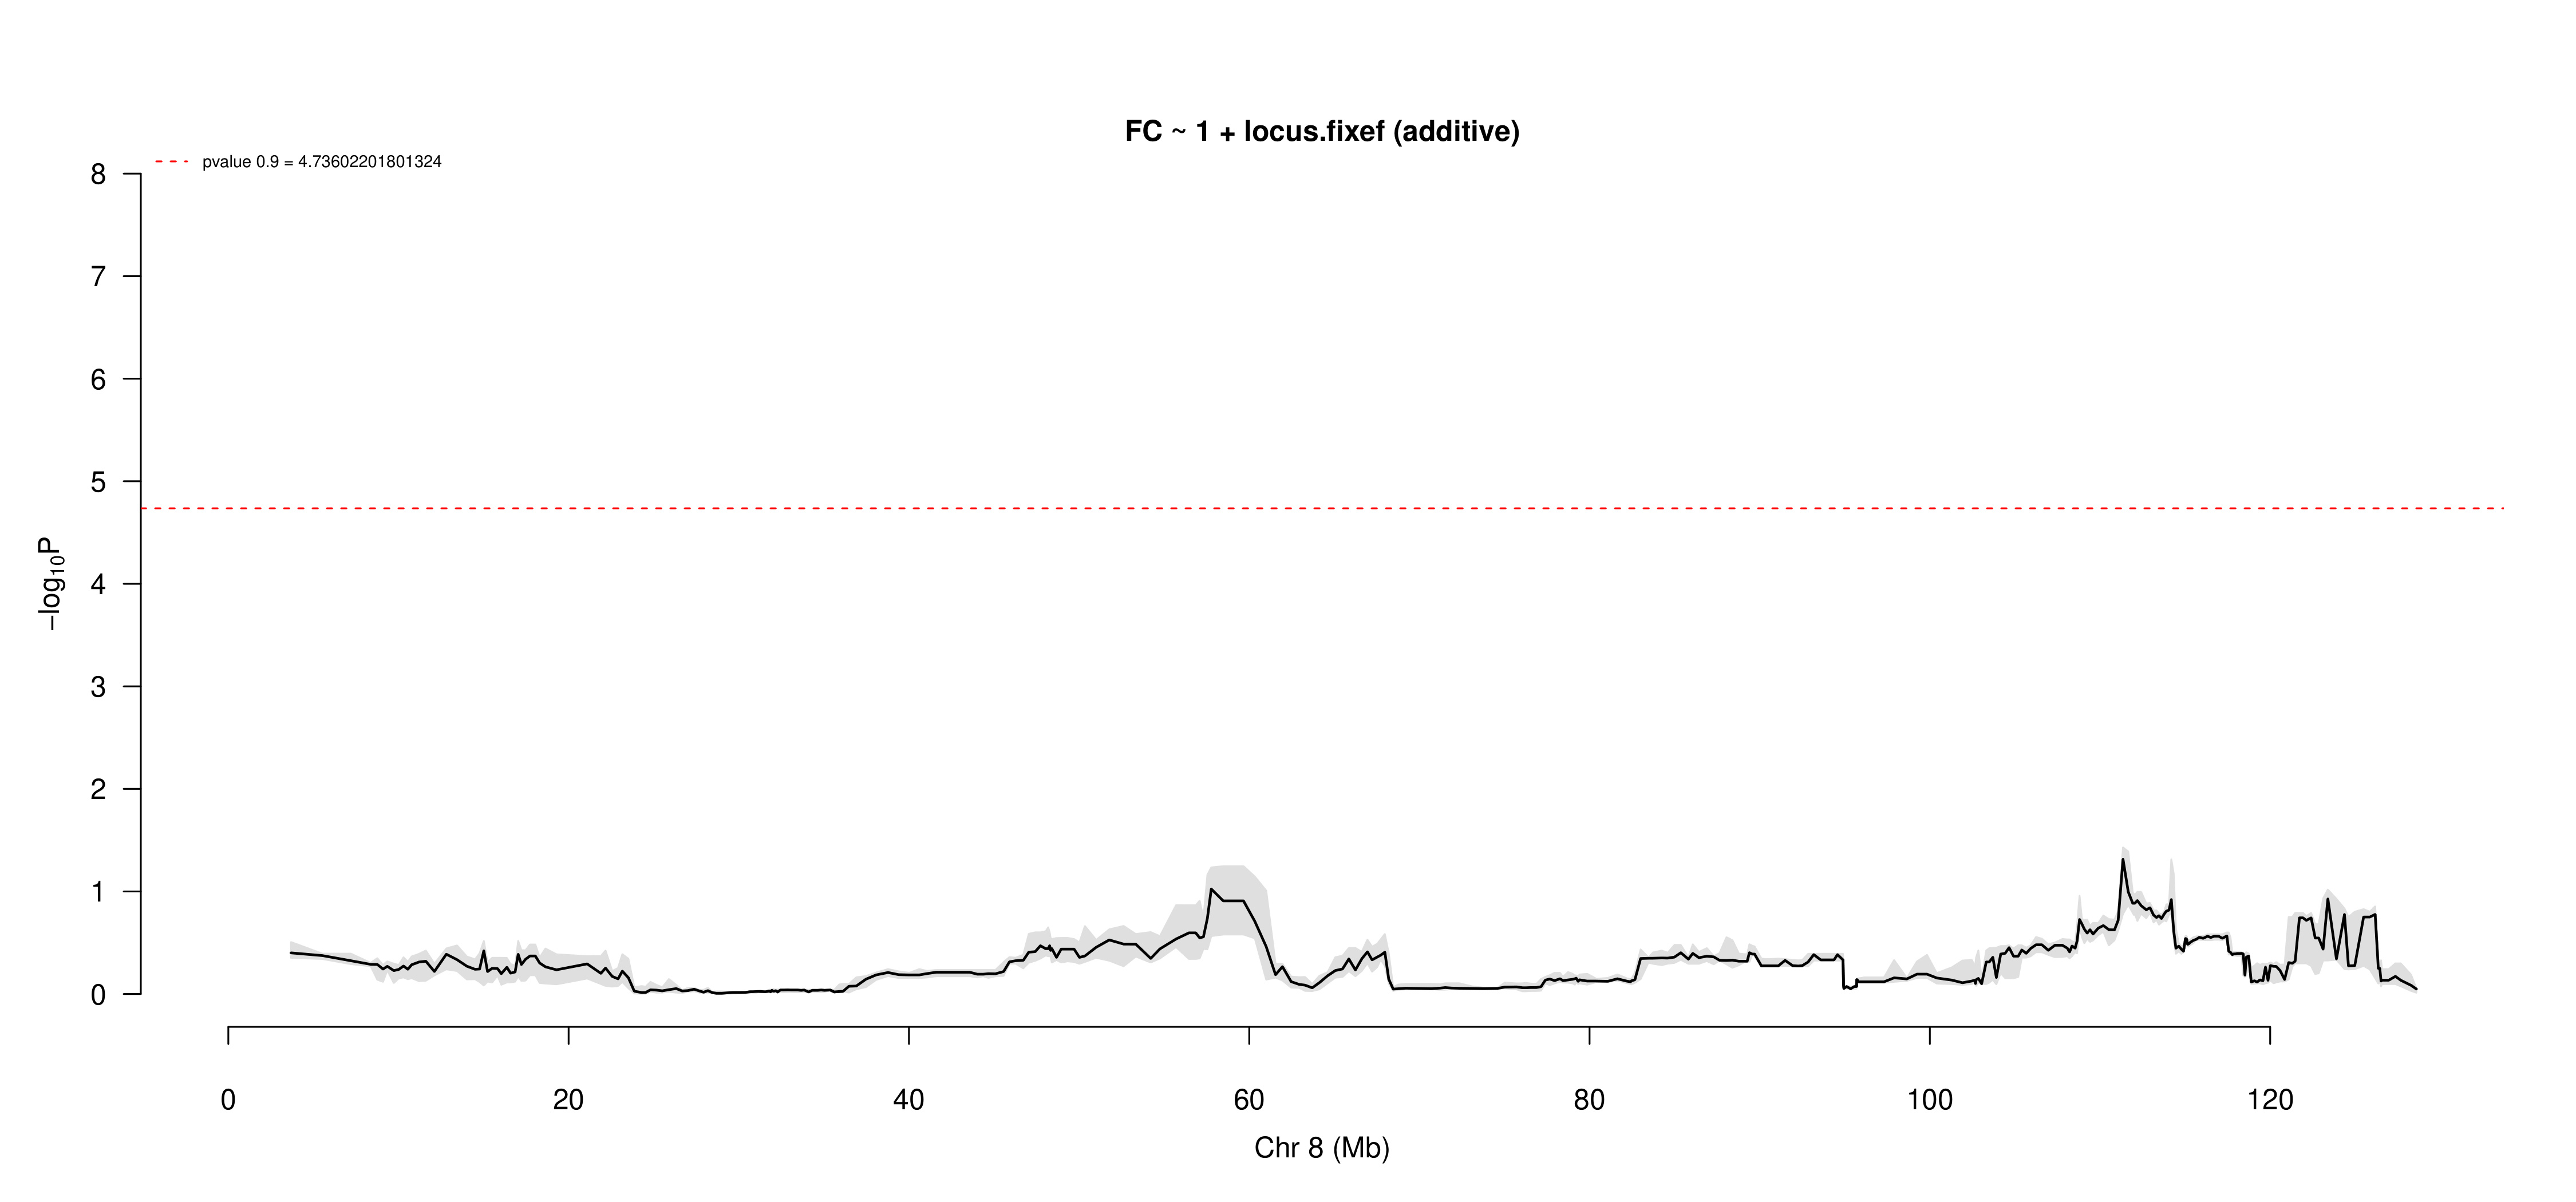 FC ~ 1 + locus.fixef (additive)
pvalue 0.9 = 4.73602201801324
8
7
6
5
4
3
2
1
0
−log10P
0 20 40 60 80 100 120
Chr 8 (Mb)